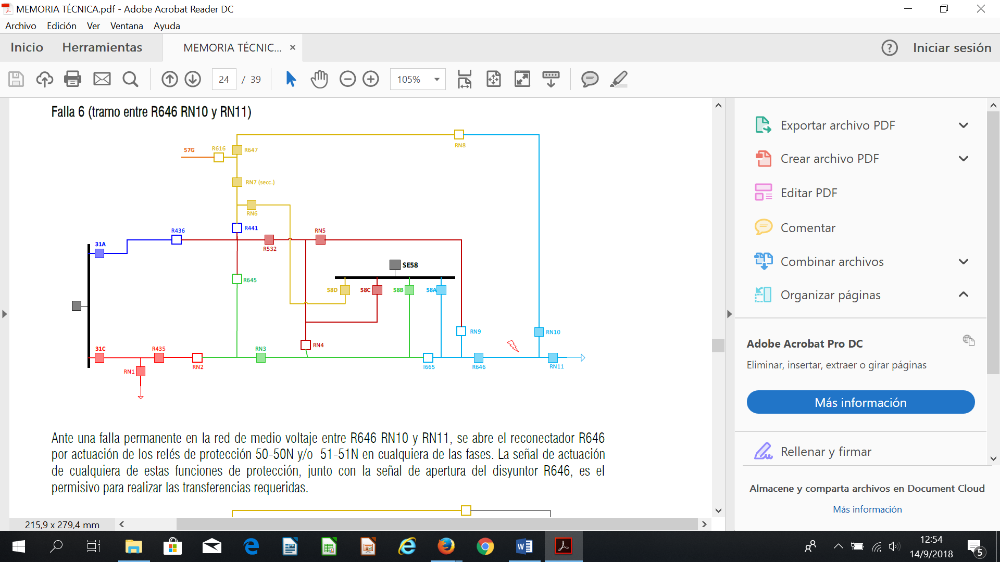 MEMORIA TÉCNICA.pdf - Adobe Acrobat Reader DC
Archivo Edición Ver Ventana Ayuda
Inicio Herramientas MEMORIA TÉCNIC... × ? Iniciar sesión
24 / 39 105%
Falla 6 (tramo entre R646 RN10 y RN11)
RN8
57G R616 R647
RN7 (secc.)
RN6
R436 R441 RN5
31A R532
SE58
R645
58D 58C 58B 58A
RN9 RN10
31C R435 RN3 RN4
RN1 RN2 I665 R646 RN11
Ante una falla permanente en la red de medio voltaje entre R646 RN10 y RN11, se abre el reconectador R646
por actuación de los relés de protección 50-50N y/o 51-51N en cualquiera de las fases. La señal de actuación
de cualquiera de estas funciones de protección, junto con la señal de apertura del disyuntor R646, es el
permisivo para realizar las transferencias requeridas.
215,9 x 279,4 mm
Exportar archivo PDF
Crear archivo PDF
Editar PDF
Comentar
Combinar archivos
Organizar páginas
Adobe Acrobat Pro DC
Eliminar, insertar, extraer o girar páginas
Más información
Rellenar y firmar
Almacene y comparta archivos en Document Cloud
Más información
12:54
14/9/2018
5